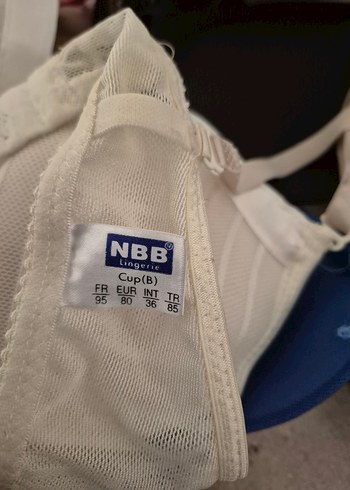 NBB®
Lingerie
Cup(B)
FR EUR INT TR
95 80 36 85